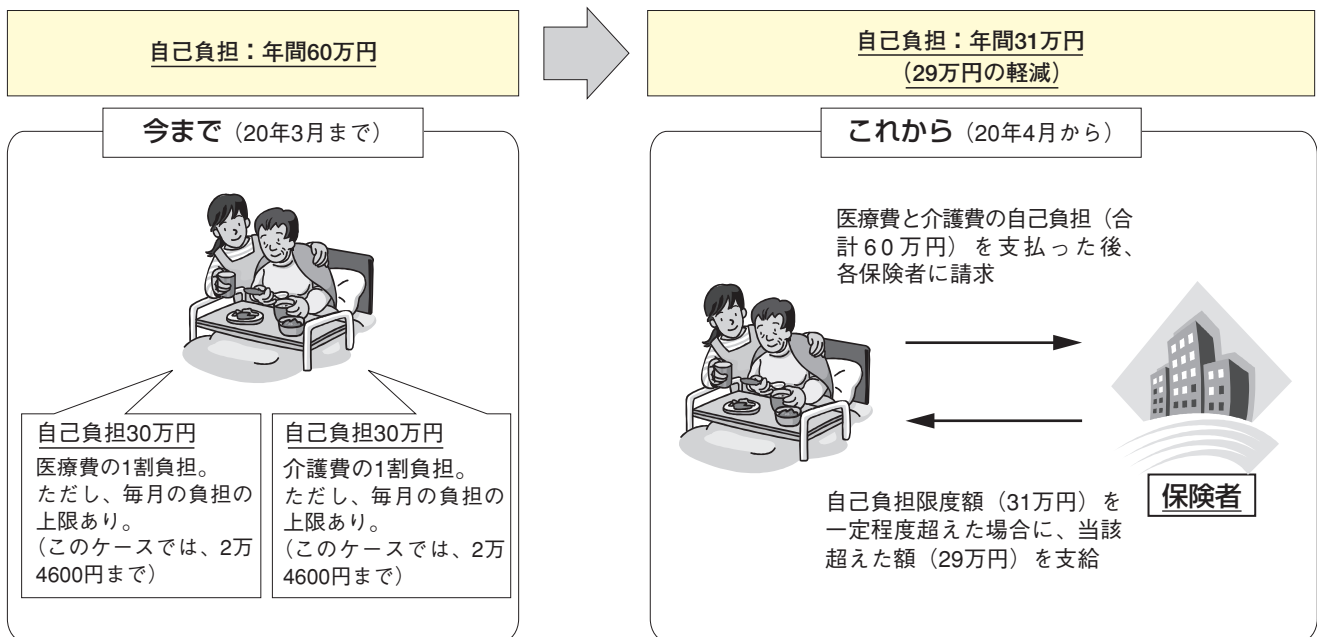 自己負担：年間60万円
自己負担：年間31万円
（29万円の軽減）
今まで（20年3月まで）
自己負担30万円
医療費の1割負担。
ただし、毎月の負担の
上限あり。
（このケースでは、2万
4600円まで）
自己負担30万円
介護費の1割負担。
ただし、毎月の負担の
上限あり。
（このケースでは、2万
4600円まで）
これから（20年4月から）
医療費と介護費の自己負担（合
計60万円）を支払った後、
各保険者に請求
保険者
自己負担限度額（31万円）を
一定程度超えた場合に、当該
超えた額（29万円）を支給